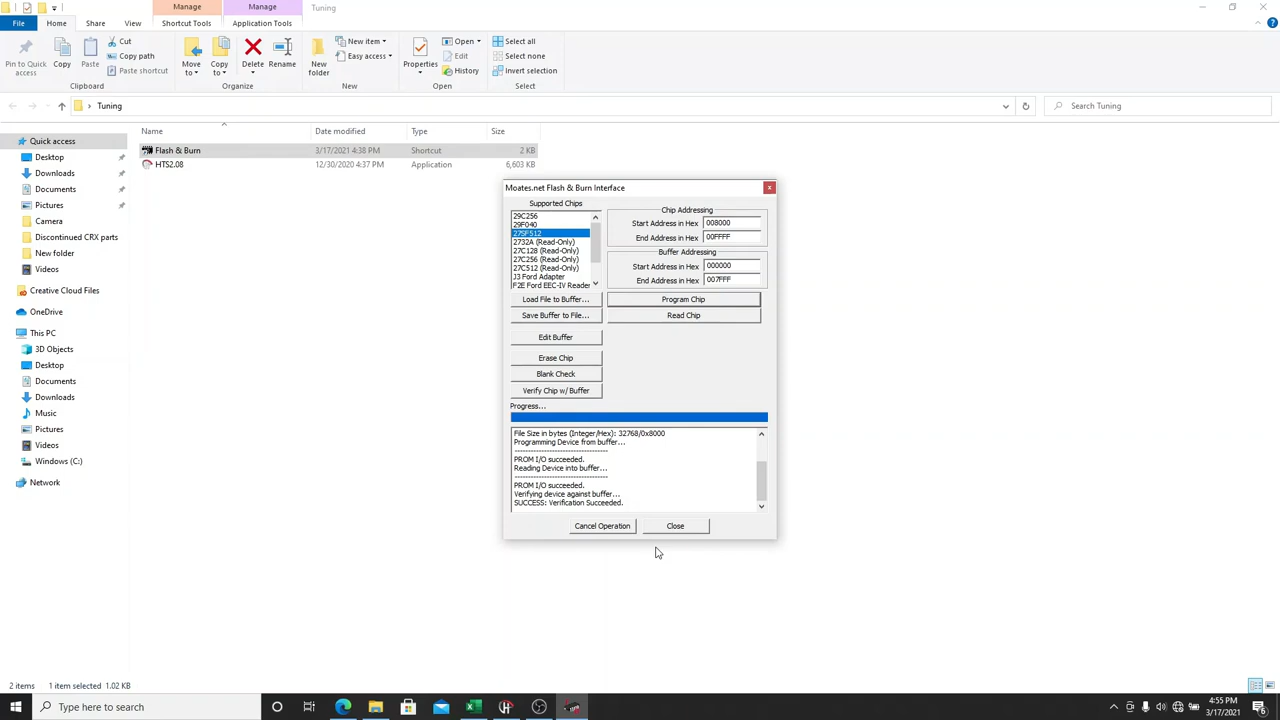 Manage
Manage
Tuning
File
Home
Share
View
Shortcut Tools
Application Tools
Pin to Quick access
Copy
Paste
Cut
Copy path
Paste shortcut
Clipboard
Move to
Copy to
Delete
Rename
Organize
New folder
New item
Easy access
New
Properties
Open
Edit
History
Open
Select all
Select none
Invert selection
Select
Tuning
Search Tuning
Name
Date modified
Type
Size
Flash & Burn
3/17/2021 4:38 PM
Shortcut
2 KB
HTS2.08
12/30/2020 4:37 PM
Application
6,603 KB
Quick access
Desktop
Downloads
Documents
Pictures
Camera
Discontinued CRX parts
New folder
Videos
Creative Cloud Files
OneDrive
This PC
3D Objects
Desktop
Documents
Downloads
Music
Pictures
Videos
Windows (C:)
Network
Moates.net Flash & Burn Interface
Supported Chips
29C256
29F040
27SF512
2732A (Read-Only)
27C128 (Read-Only)
27C256 (Read-Only)
27C512 (Read-Only)
J3 Ford Adapter
F2E Ford EEC-IV Reader
Chip Addressing
Start Address in Hex
008000
End Address in Hex
00FFFF
Buffer Addressing
Start Address in Hex
000000
End Address in Hex
007FFF
Load File to Buffer...
Program Chip
Save Buffer to File...
Read Chip
Edit Buffer
Erase Chip
Blank Check
Verify Chip w/ Buffer
Progress...
File Size in bytes (Integer/Hex): 32768/0x8000
Programming Device from buffer...
-----------------------------------
PROM I/O succeeded.
Reading Device into buffer...
-----------------------------------
PROM I/O succeeded.
Verifying device against buffer...
SUCCESS: Verification Succeeded.
Cancel Operation
Close
2 items
1 item selected 1.02 KB
Type here to search
4:55 PM
3/17/2021
6